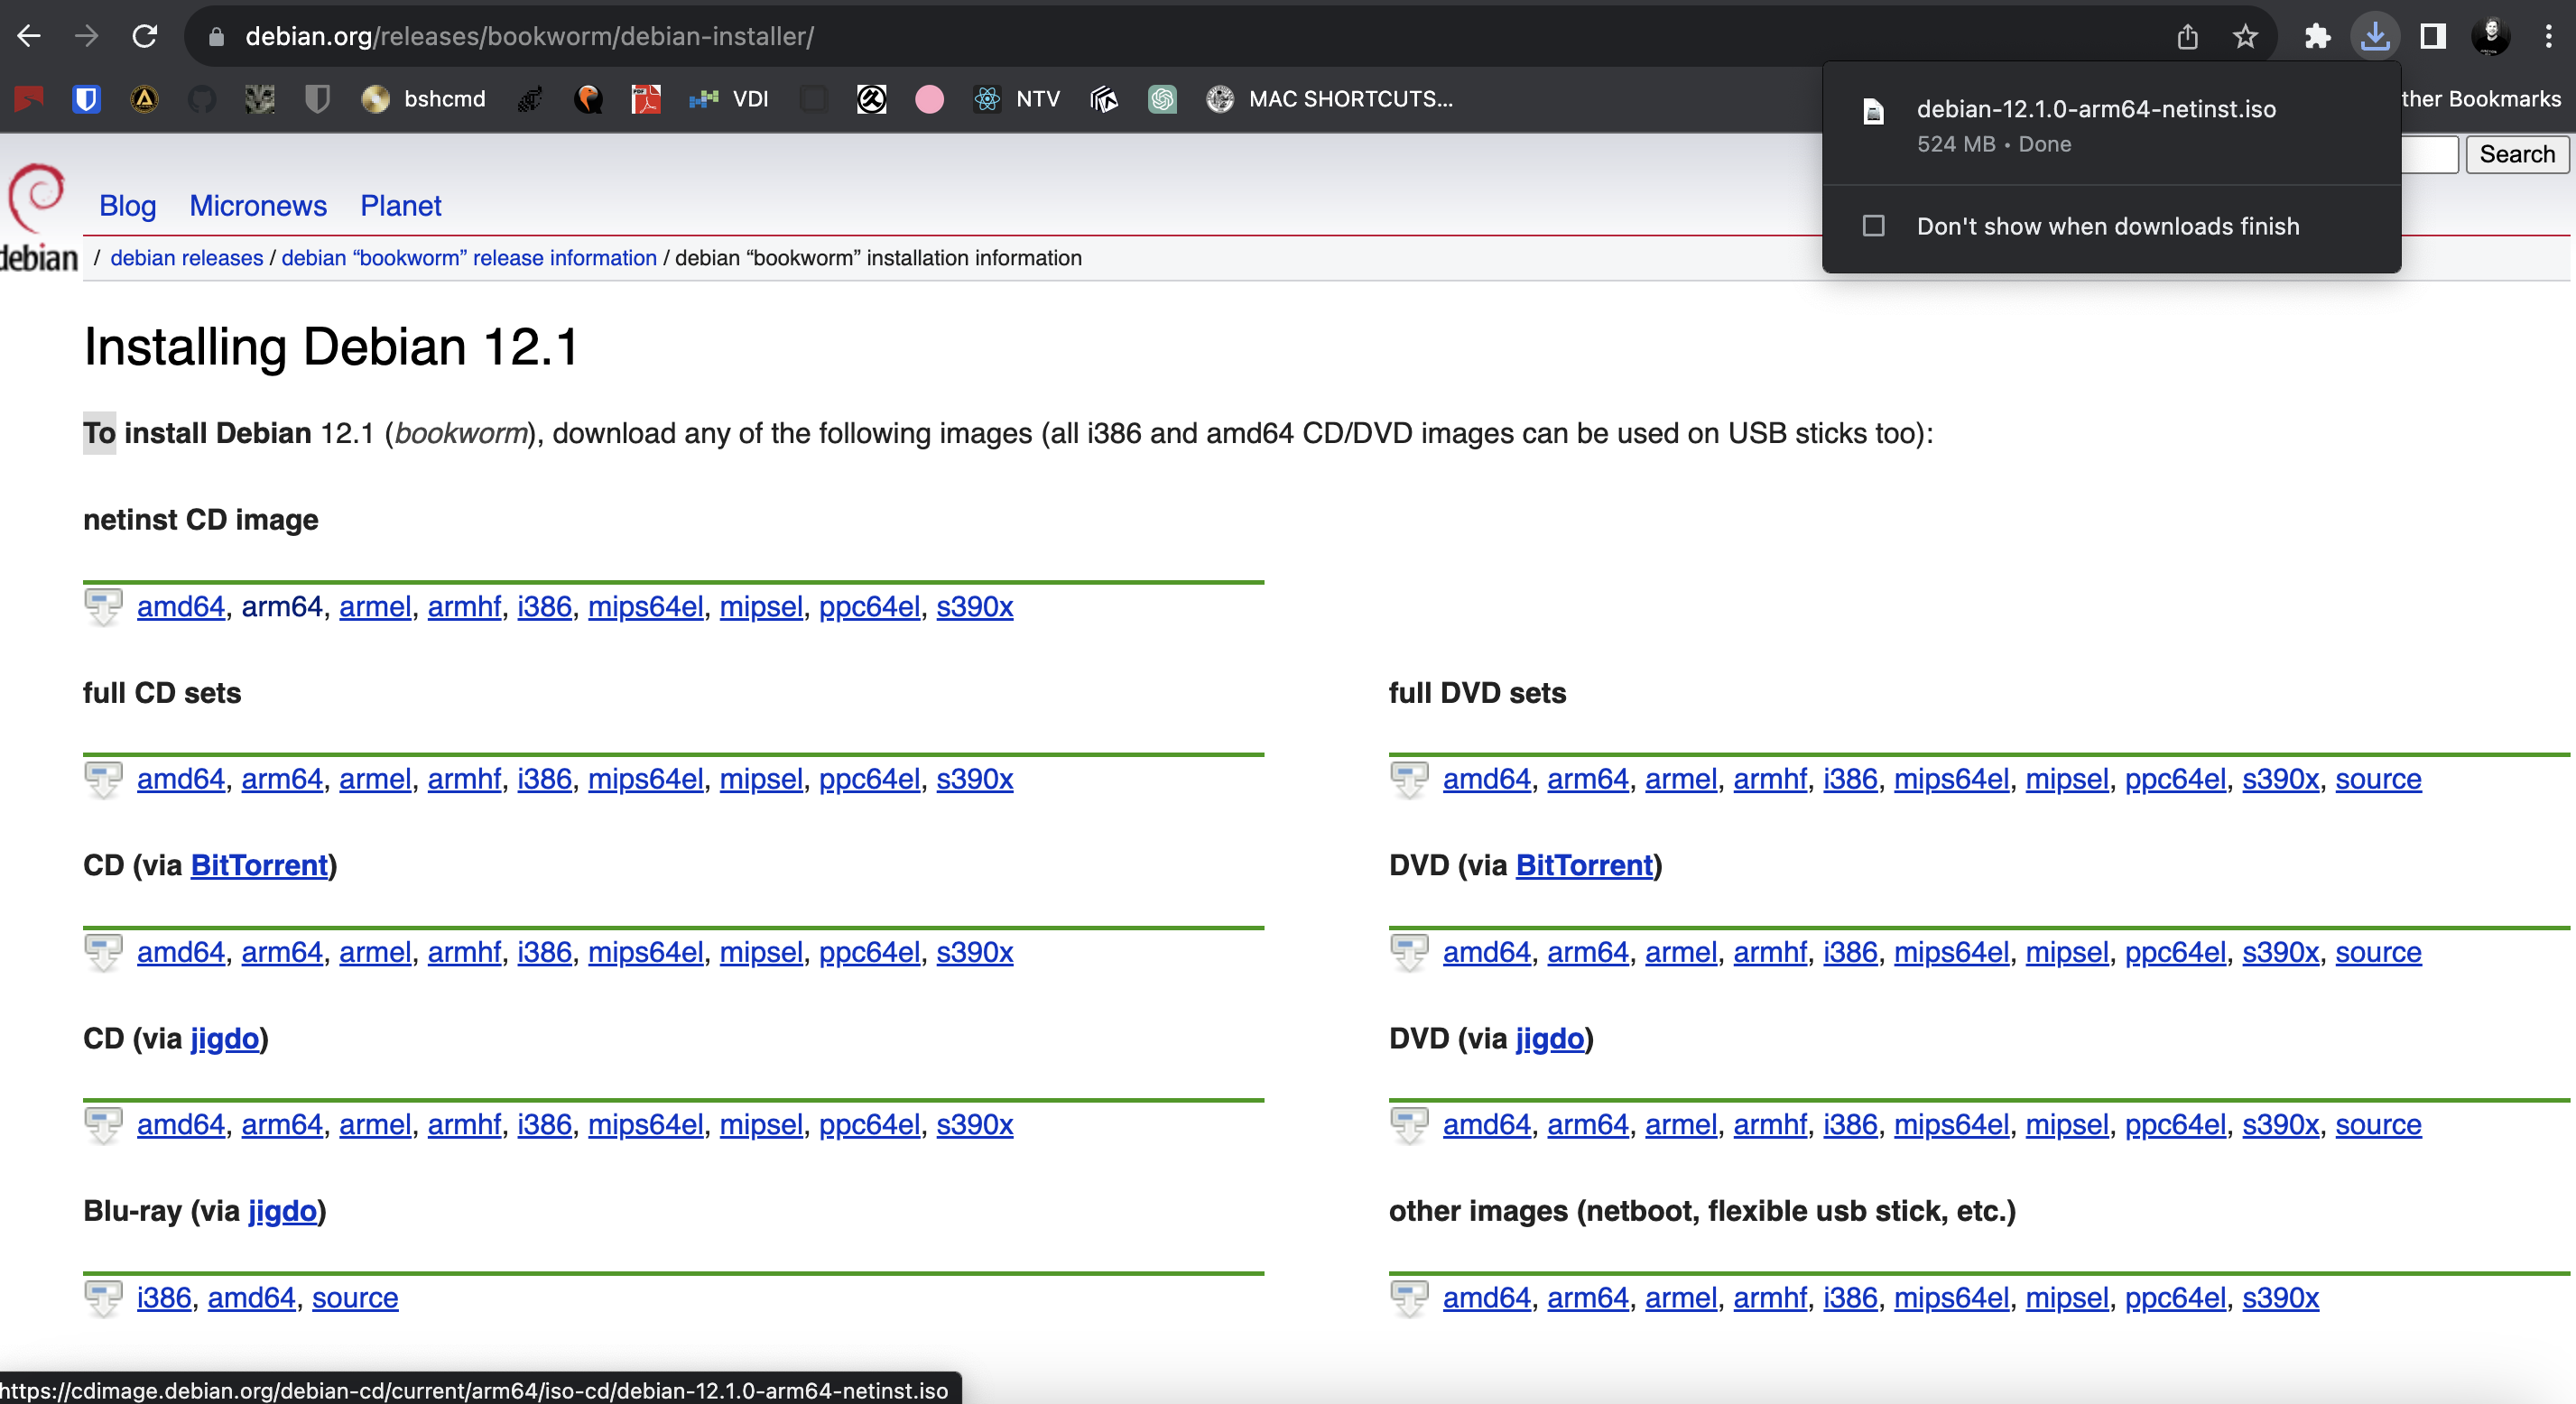 debian.org/releases/bookworm/debian-installer/
bshcmd
VDI
NTV
MAC SHORTCUTS...
ther Bookmarks
debian-12.1.0-arm64-netinst.iso
524 MB • Done
Don't show when downloads finish
Search
Blog Micronews Planet
debian
/ debian releases / debian “bookworm” release information / debian “bookworm” installation information
Installing Debian 12.1
To install Debian 12.1 (bookworm), download any of the following images (all i386 and amd64 CD/DVD images can be used on USB sticks too):
netinst CD image
amd64, arm64, armel, armhf, i386, mips64el, mipsel, ppc64el, s390x
full CD sets
amd64, arm64, armel, armhf, i386, mips64el, mipsel, ppc64el, s390x
full DVD sets
amd64, arm64, armel, armhf, i386, mips64el, mipsel, ppc64el, s390x, source
CD (via BitTorrent)
amd64, arm64, armel, armhf, i386, mips64el, mipsel, ppc64el, s390x
DVD (via BitTorrent)
amd64, arm64, armel, armhf, i386, mips64el, mipsel, ppc64el, s390x, source
CD (via jigdo)
amd64, arm64, armel, armhf, i386, mips64el, mipsel, ppc64el, s390x
DVD (via jigdo)
amd64, arm64, armel, armhf, i386, mips64el, mipsel, ppc64el, s390x, source
Blu-ray (via jigdo)
i386, amd64, source
other images (netboot, flexible usb stick, etc.)
amd64, arm64, armel, armhf, i386, mips64el, mipsel, ppc64el, s390x
https://cdimage.debian.org/debian-cd/current/arm64/iso-cd/debian-12.1.0-arm64-netinst.iso